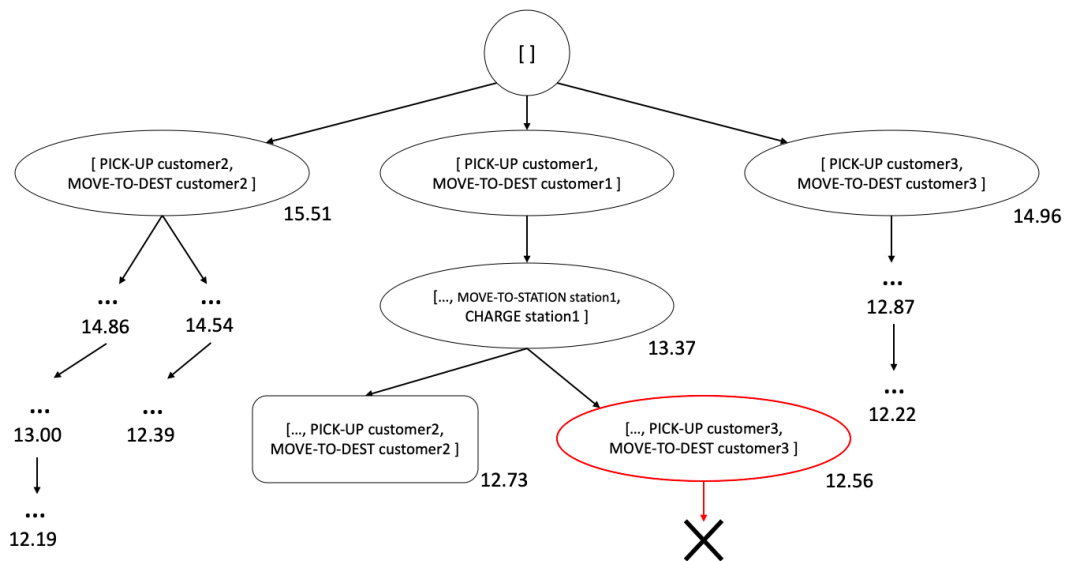 [ ]
[ PICK-UP customer2,
MOVE-TO-DEST customer2 ]
15.51
[ PICK-UP customer1,
MOVE-TO-DEST customer1 ]
[ PICK-UP customer3,
MOVE-TO-DEST customer3 ]
14.96
...
14.86
...
14.54
[..., MOVE-TO-STATION station1,
CHARGE station1 ]
13.37
...
12.87
...
13.00
...
12.39
[..., PICK-UP customer2,
MOVE-TO-DEST customer2 ]
12.73
[..., PICK-UP customer3,
MOVE-TO-DEST customer3 ]
12.56
...
12.22
...
12.19